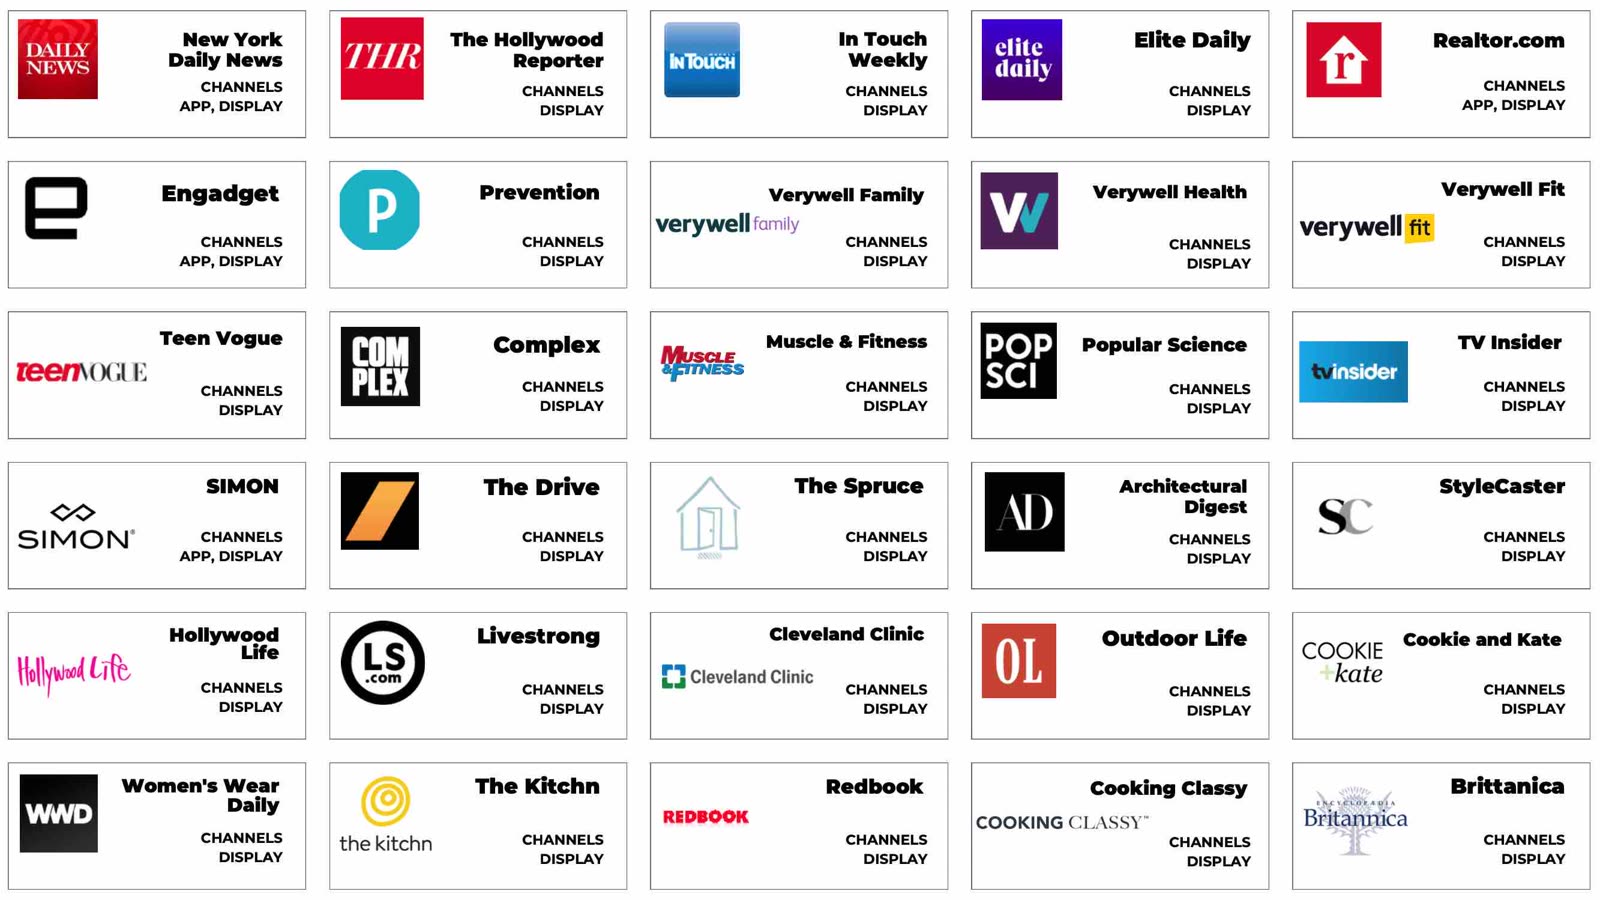 DAILY
NEWS
New York
Daily News
CHANNELS
APP, DISPLAY
THR
The Hollywood
Reporter
CHANNELS
DISPLAY
INTOUCH
WEEKLY
In Touch
Weekly
CHANNELS
DISPLAY
elite
daily
Elite Daily
CHANNELS
DISPLAY
r
Realtor.com
CHANNELS
APP, DISPLAY
e
Engadget
CHANNELS
APP, DISPLAY
P
Prevention
CHANNELS
DISPLAY
Verywell Family
verywell family
CHANNELS
DISPLAY
W
Verywell Health
CHANNELS
DISPLAY
Verywell Fit
verywell fit
CHANNELS
DISPLAY
Teen Vogue
teenVOGUE
CHANNELS
DISPLAY
COM
PLEX
Complex
CHANNELS
DISPLAY
Muscle & Fitness
MUSCLE
&FITNESS
CHANNELS
DISPLAY
POP
SCI
Popular Science
CHANNELS
DISPLAY
TV Insider
tvinsider
CHANNELS
DISPLAY
SIMON
SIMON®
CHANNELS
APP, DISPLAY
The Drive
CHANNELS
DISPLAY
The Spruce
CHANNELS
DISPLAY
AD
Architectural
Digest
CHANNELS
DISPLAY
SC
StyleCaster
CHANNELS
DISPLAY
Hollywood
Life
Hollywood Life
CHANNELS
DISPLAY
LS
.com
Livestrong
CHANNELS
DISPLAY
Cleveland Clinic
Cleveland Clinic
CHANNELS
DISPLAY
OL
Outdoor Life
CHANNELS
DISPLAY
COOKIE
+kate
Cookie and Kate
CHANNELS
DISPLAY
WWD
Women's Wear
Daily
CHANNELS
DISPLAY
the kitchn
The Kitchn
CHANNELS
DISPLAY
Redbook
REDBOOK
CHANNELS
DISPLAY
Cooking Classy
COOKING CLASSY™
CHANNELS
DISPLAY
Brittanica
ENCYCLOPÆDIA
Britannica
CHANNELS
DISPLAY